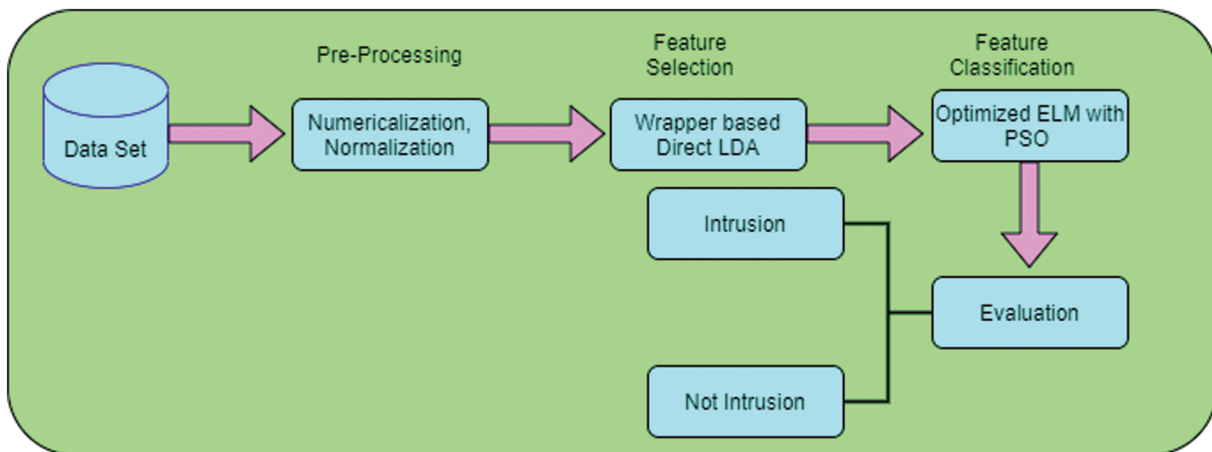 Pre-Processing
Feature
Selection
Feature
Classification
Data Set
Numericalization,
Normalization
Wrapper based
Direct LDA
Optimized ELM with
PSO
Intrusion
Evaluation
Not Intrusion